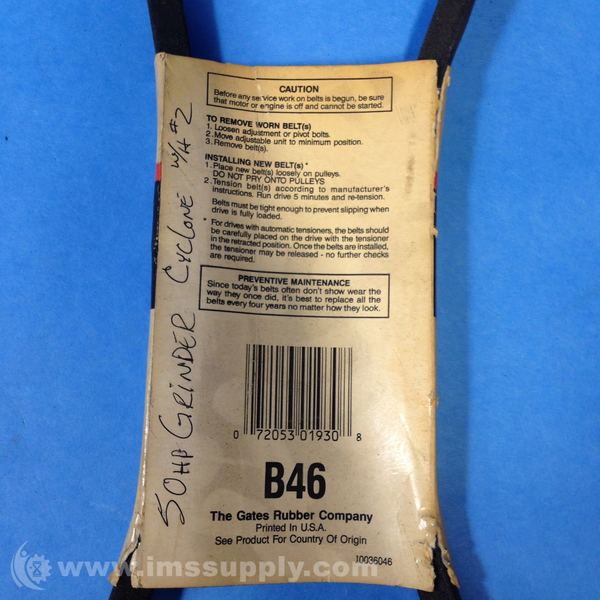 CAUTION
Before any service work on belts is begun, be sure
that motor or engine is off and cannot be started.
TO REMOVE WORN BELT(s)
1. Loosen adjustment or pivot bolts.
2. Move adjustable unit to minimum position.
3. Remove belt(s).
INSTALLING NEW BELT(s) *
1. Place new belt(s) loosely on pulleys.
DO NOT PRY ONTO PULLEYS
2. Tension belt(s) according to manufacturer's
instructions. Run drive 5 minutes and re-tension.
Belts must be tight enough to prevent slipping when
drive is fully loaded.
* For drives with automatic tensioners, the belts should
be carefully placed on the drive with the tensioner
in the retracted position. Once the belts are installed,
the tensioner may be released - no further checks
are required.
PREVENTIVE MAINTENANCE
Since today's belts often don't show wear the
way they once did, it's best to replace all the
belts every four years no matter how they look.
0 72053 01930 8
B46
The Gates Rubber Company
Printed In U.S.A.
See Product For Country Of Origin
10036046
50HP GRINDER CYCLONE W/H #2
www.imssupply.com